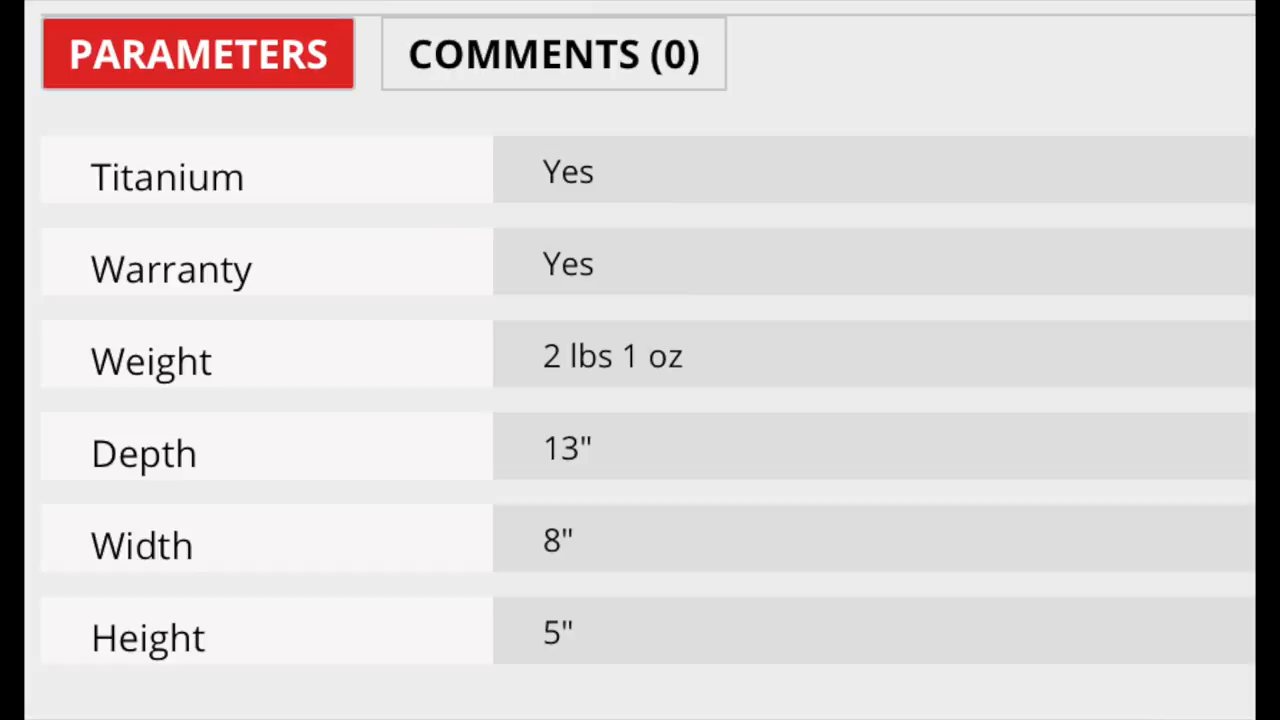 PARAMETERS COMMENTS (0)
Titanium Yes
Warranty Yes
Weight 2 lbs 1 oz
Depth 13"
Width 8"
Height 5"